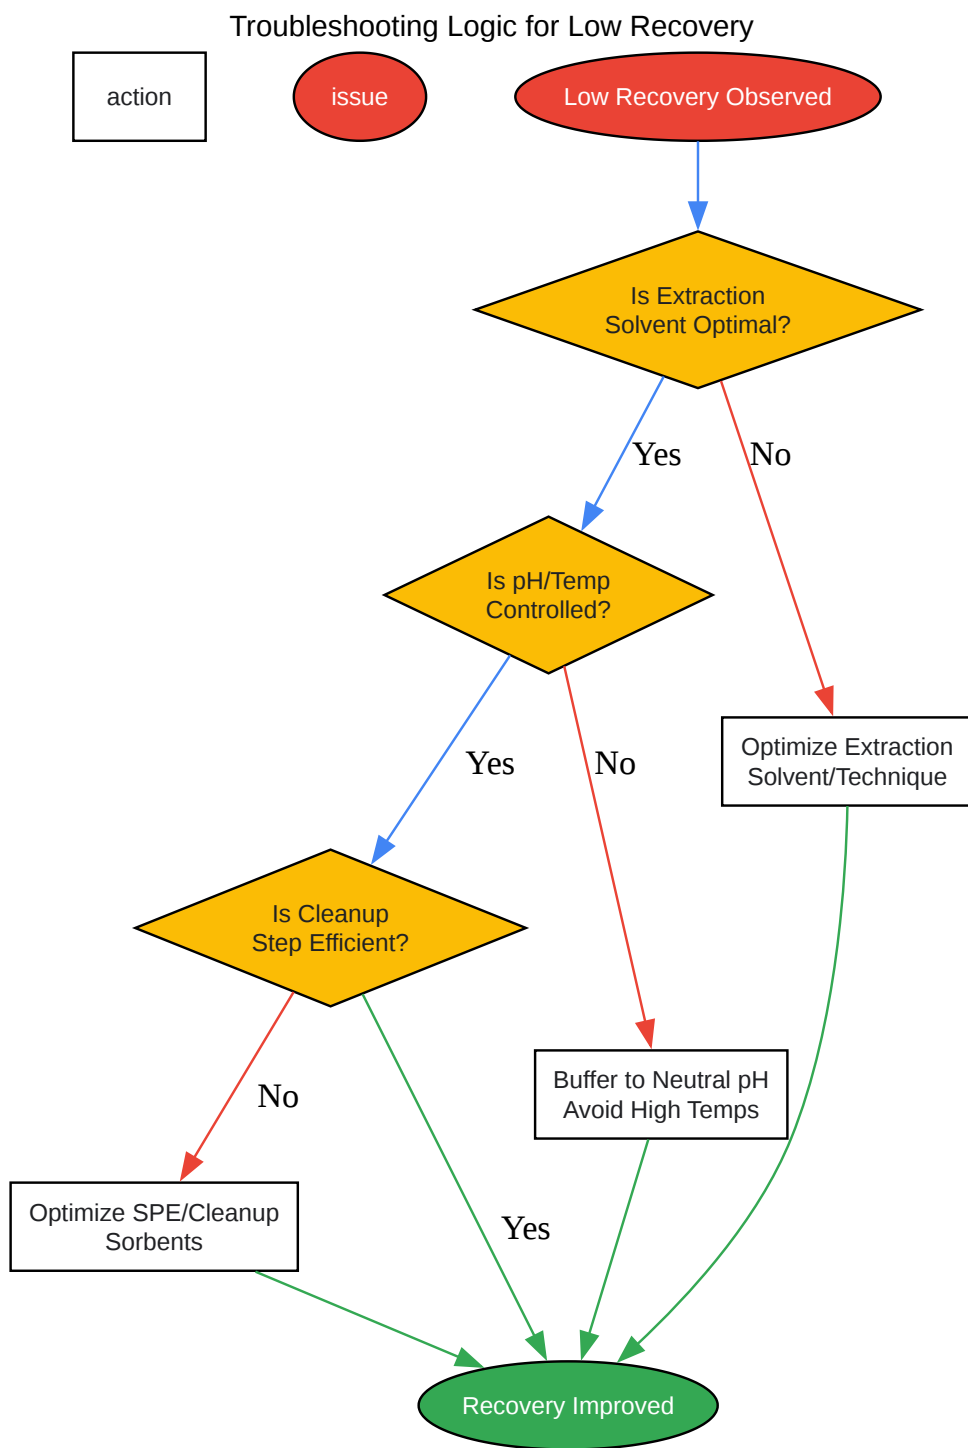 Troubleshooting Logic for Low Recovery
action
issue
Low Recovery Observed
Is Extraction
Solvent Optimal?
Yes
No
Is pH/Temp
Controlled?
Yes
No
Optimize Extraction
Solvent/Technique
Is Cleanup
Step Efficient?
No
Yes
Buffer to Neutral pH
Avoid High Temps
Optimize SPE/Cleanup
Sorbents
Recovery Improved